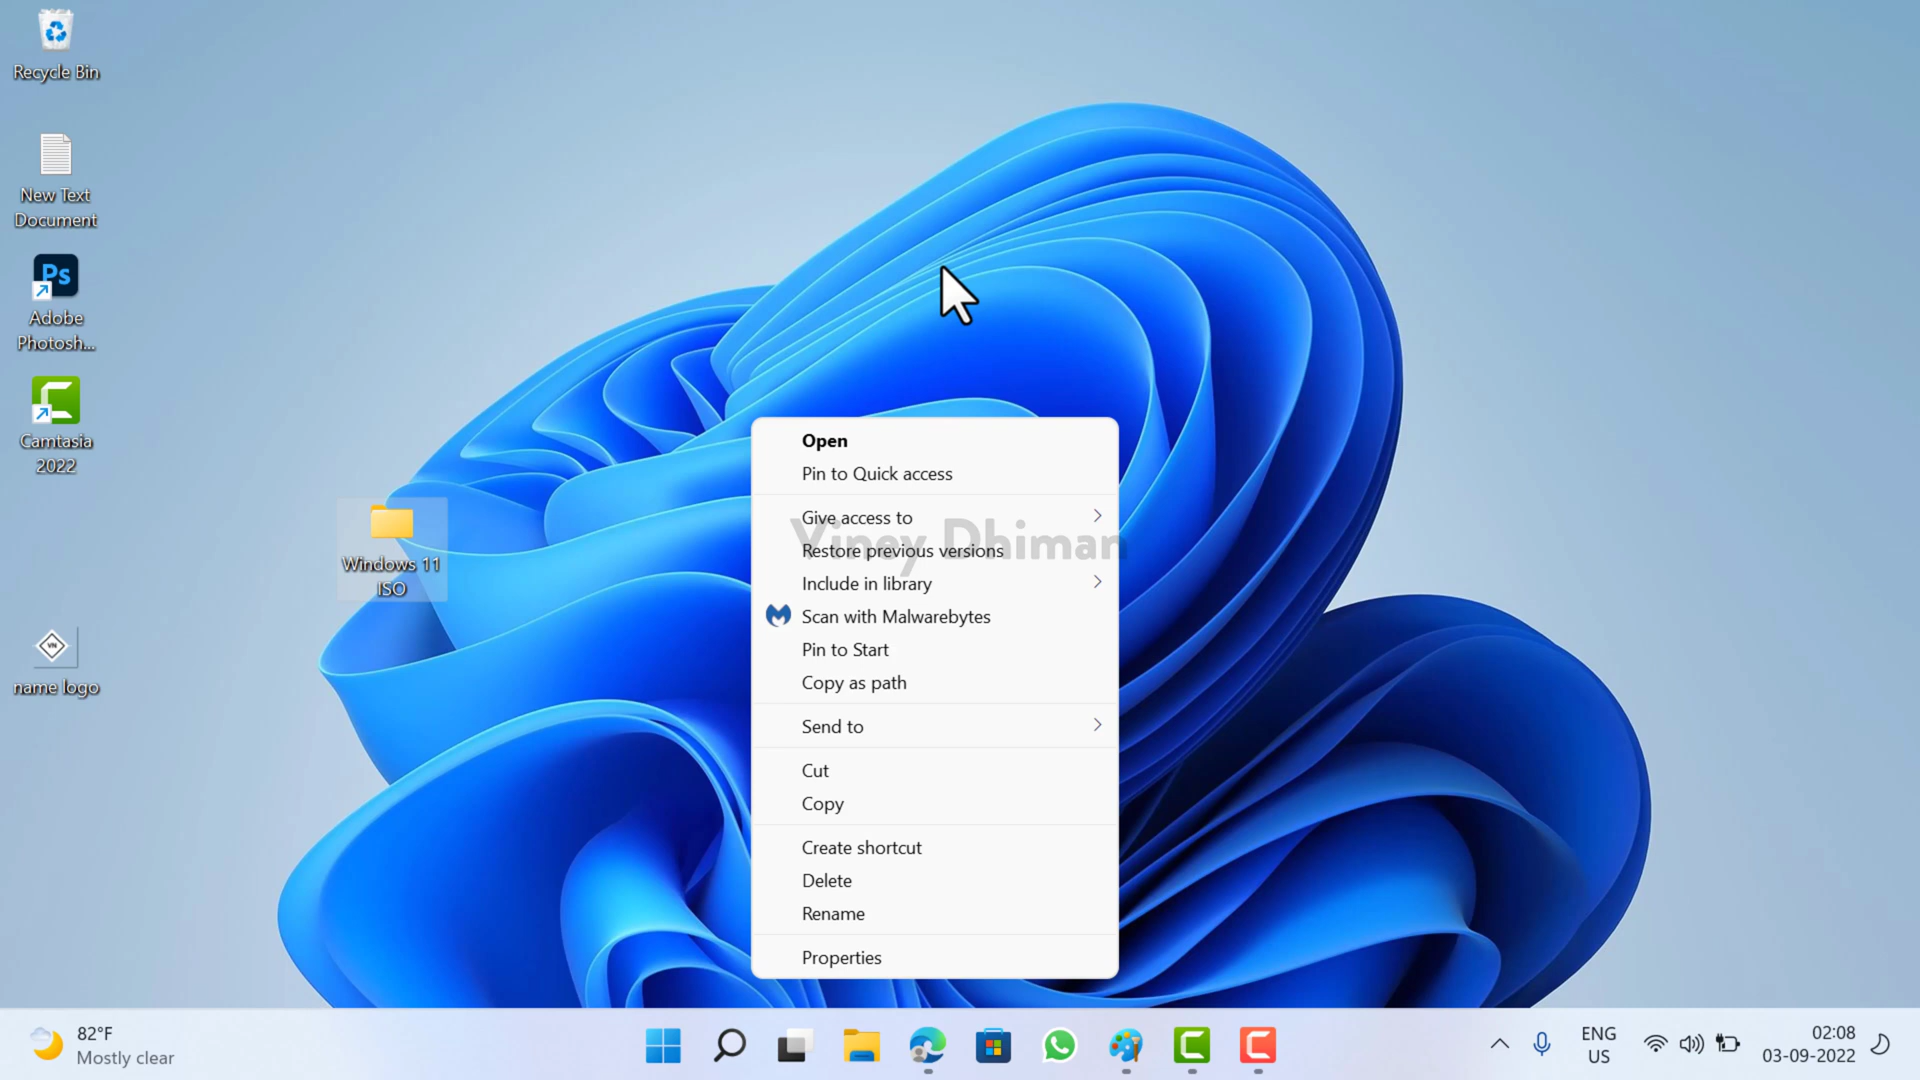 Recycle Bin
New Text
Document
Ps
Adobe
Photosh...
Camtasia
2022
Windows 11
ISO
VN
name logo
Open
Pin to Quick access
Give access to
Viney Dhiman
Restore previous versions
Include in library
Scan with Malwarebytes
Pin to Start
Copy as path
Send to
Cut
Copy
Create shortcut
Delete
Rename
Properties
82°F
Mostly clear
ENG
US
02:08
03-09-2022